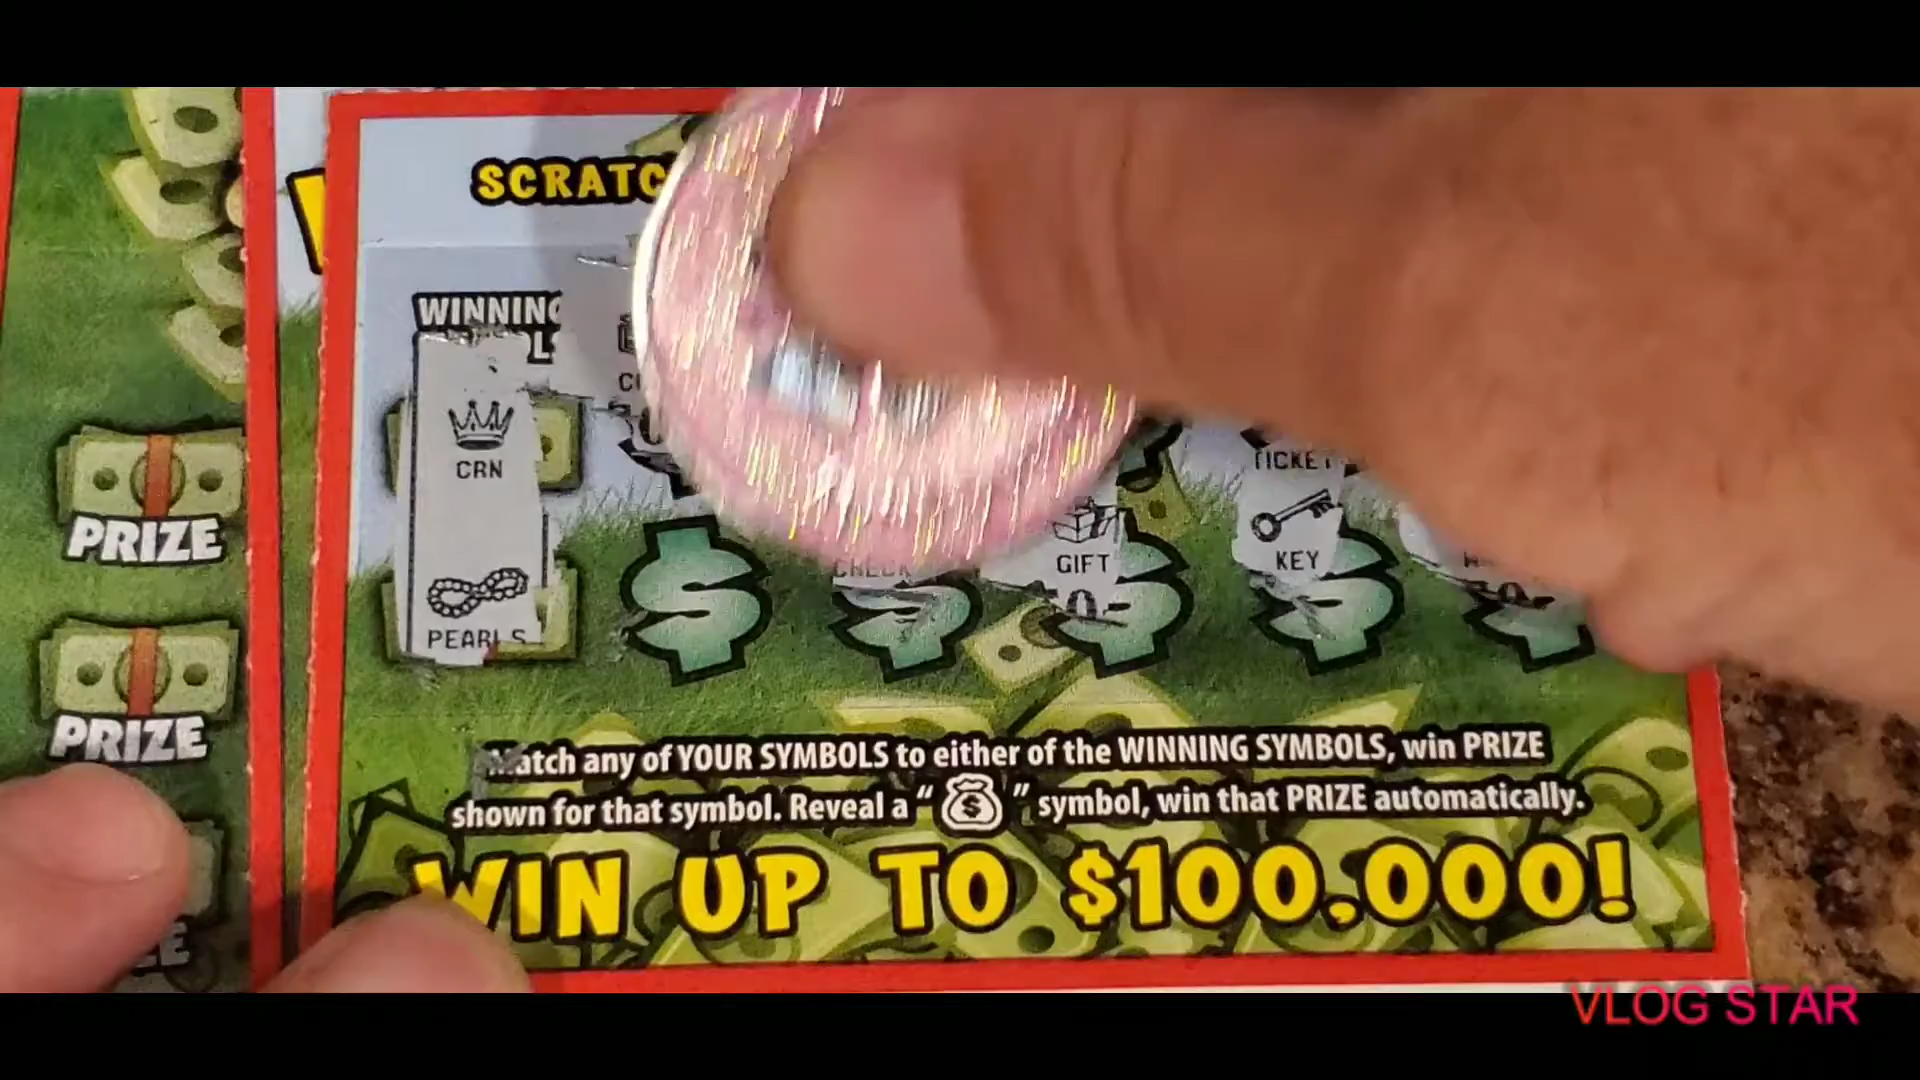 SCRATC
WINNING
CRN
PEARLS
TICKET
KEY
CHECK
GIFT
PRIZE
PRIZE
Match any of YOUR SYMBOLS to either of the WINNING SYMBOLS, win PRIZE
shown for that symbol. Reveal a " $ " symbol, win that PRIZE automatically.
WIN UP TO $100,000!
VLOG STAR